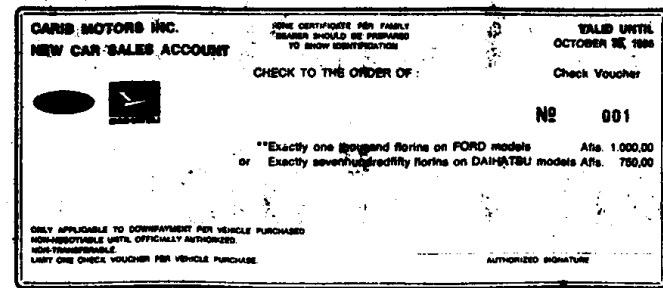 CARIB MOTORS INC.
NEW CAR SALES ACCOUNT
*ONE CERTIFICATE PER FAMILY
*BEARER SHOULD BE PREPARED
TO SHOW IDENTIFICATION
VALID UNTIL
OCTOBER 1986
CHECK TO THE ORDER OF :
Check Voucher
Nº 001
**Exactly one thousand florins on FORD models Afls. 1.000,00
or Exactly sevenhundredfifty florins on DAIHATSU models Afls. 750,00
ONLY APPLICABLE TO DOWNPAYMENT PER VEHICLE PURCHASED
NON-NEGOTIABLE UNTIL OFFICIALLY AUTHORIZED.
NON-TRANSFERABLE.
LIMIT ONE CHECK VOUCHER PER VEHICLE PURCHASE.
AUTHORIZED SIGNATURE